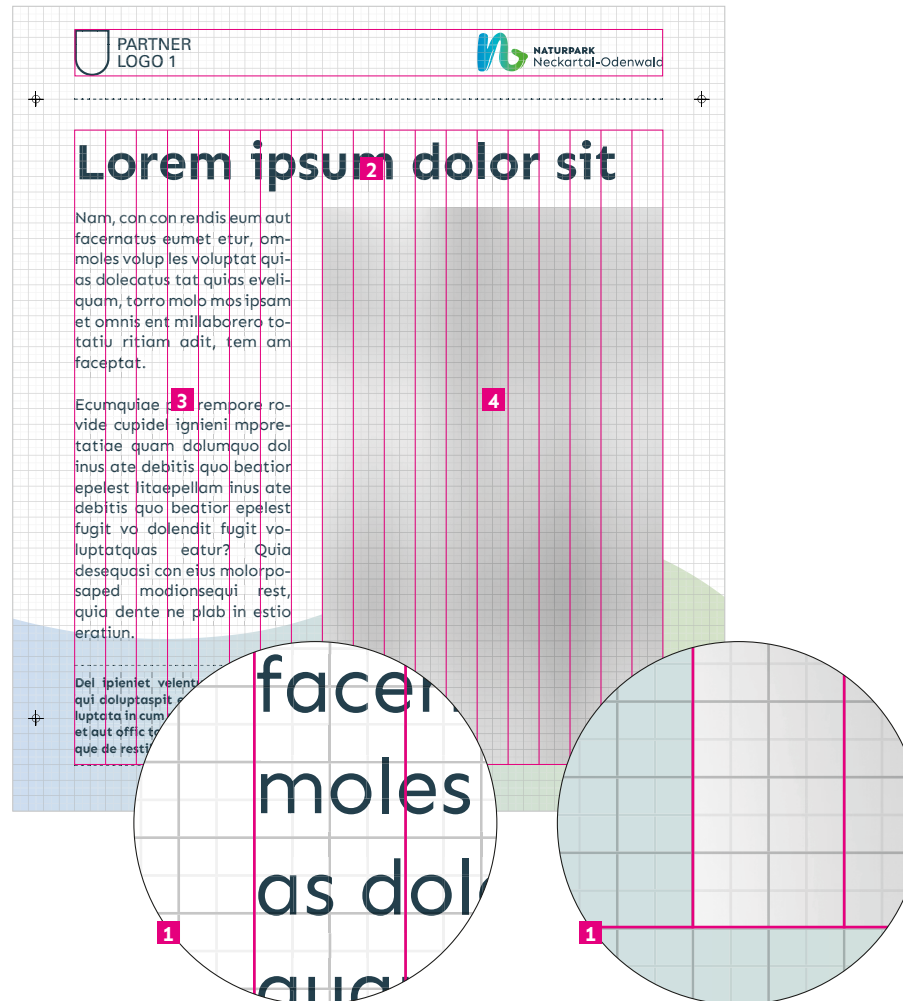 PARTNER
LOGO 1
NATURPARK
Neckartal-Odenwald
Lorem ipsum dolor sit
2
Nam, con con rendis eum aut
facernatus eumet etur, om-
moles volup les voluptat qui-
as dolecatus tat quias eveli-
quam, torro molo mos ipsam
et omnis ent millaborero to-
tatiu ritiam adit, tem am
faceptat.
3
4
Ecumquiae rempore ro-
vide cupidel ignieni mpore-
tatiae quam dolumquo dol
inus ate debitis quo beatior
epelest litaepellam inus ate
debitis quo beatior epelest
fugit vo dolendit fugit vo-
luptatquas eatur? Quia
desequasi con eius molorpo-
saped modionsequi rest,
quia dente ne plab in estio
eratiun.
Del ipieniet
qui doluptaspit
luptata in cum
et aut offic
que de
moles
as
1
1